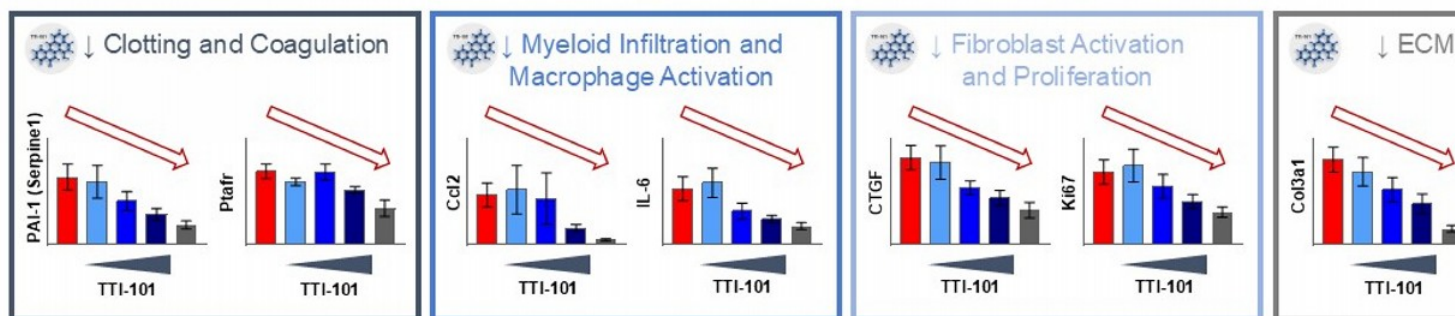 ↓ Clotting and Coagulation
PAI-1 (Serpine1)
TTI-101
Ptafr
TTI-101
↓ Myeloid Infiltration and
Macrophage Activation
Ccl2
TTI-101
IL-6
TTI-101
↓ Fibroblast Activation
and Proliferation
CTGF
TTI-101
Ki67
TTI-101
↓ ECM
Col3a1
TTI-101